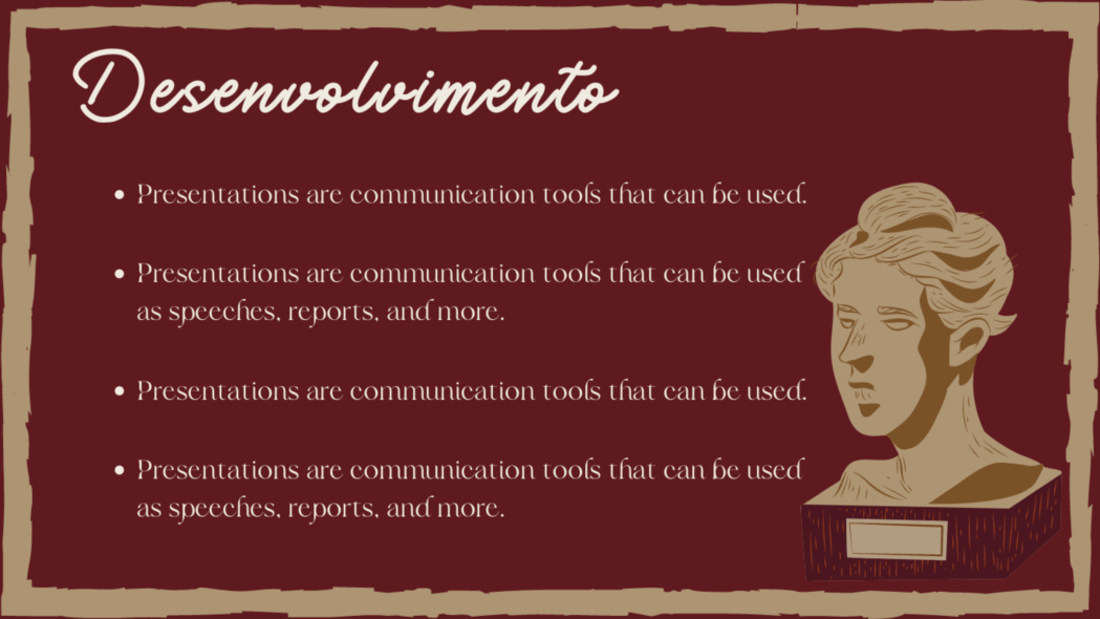 Desenvolvimento
• Presentations are communication tools that can be used.
• Presentations are communication tools that can be used
as speeches, reports, and more.
• Presentations are communication tools that can be used.
• Presentations are communication tools that can be used
as speeches, reports, and more.